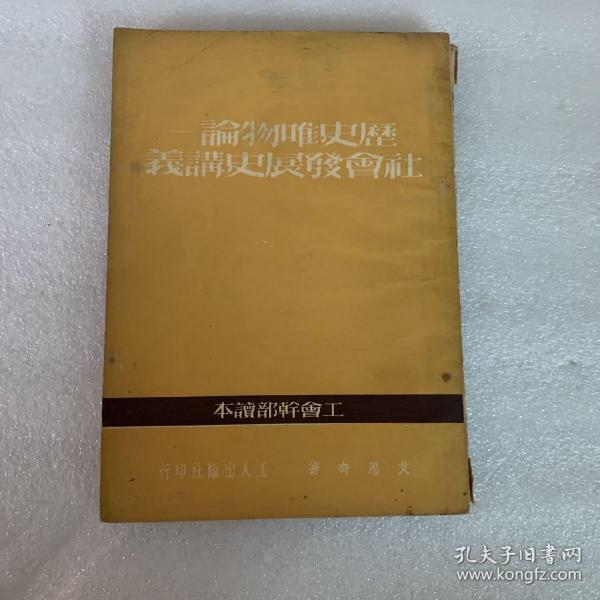 歷史唯物論—
社會發展史講義
工會幹部讀本
艾思奇 著 工人出版社印行
孔夫子旧书网
www.kongfz.com